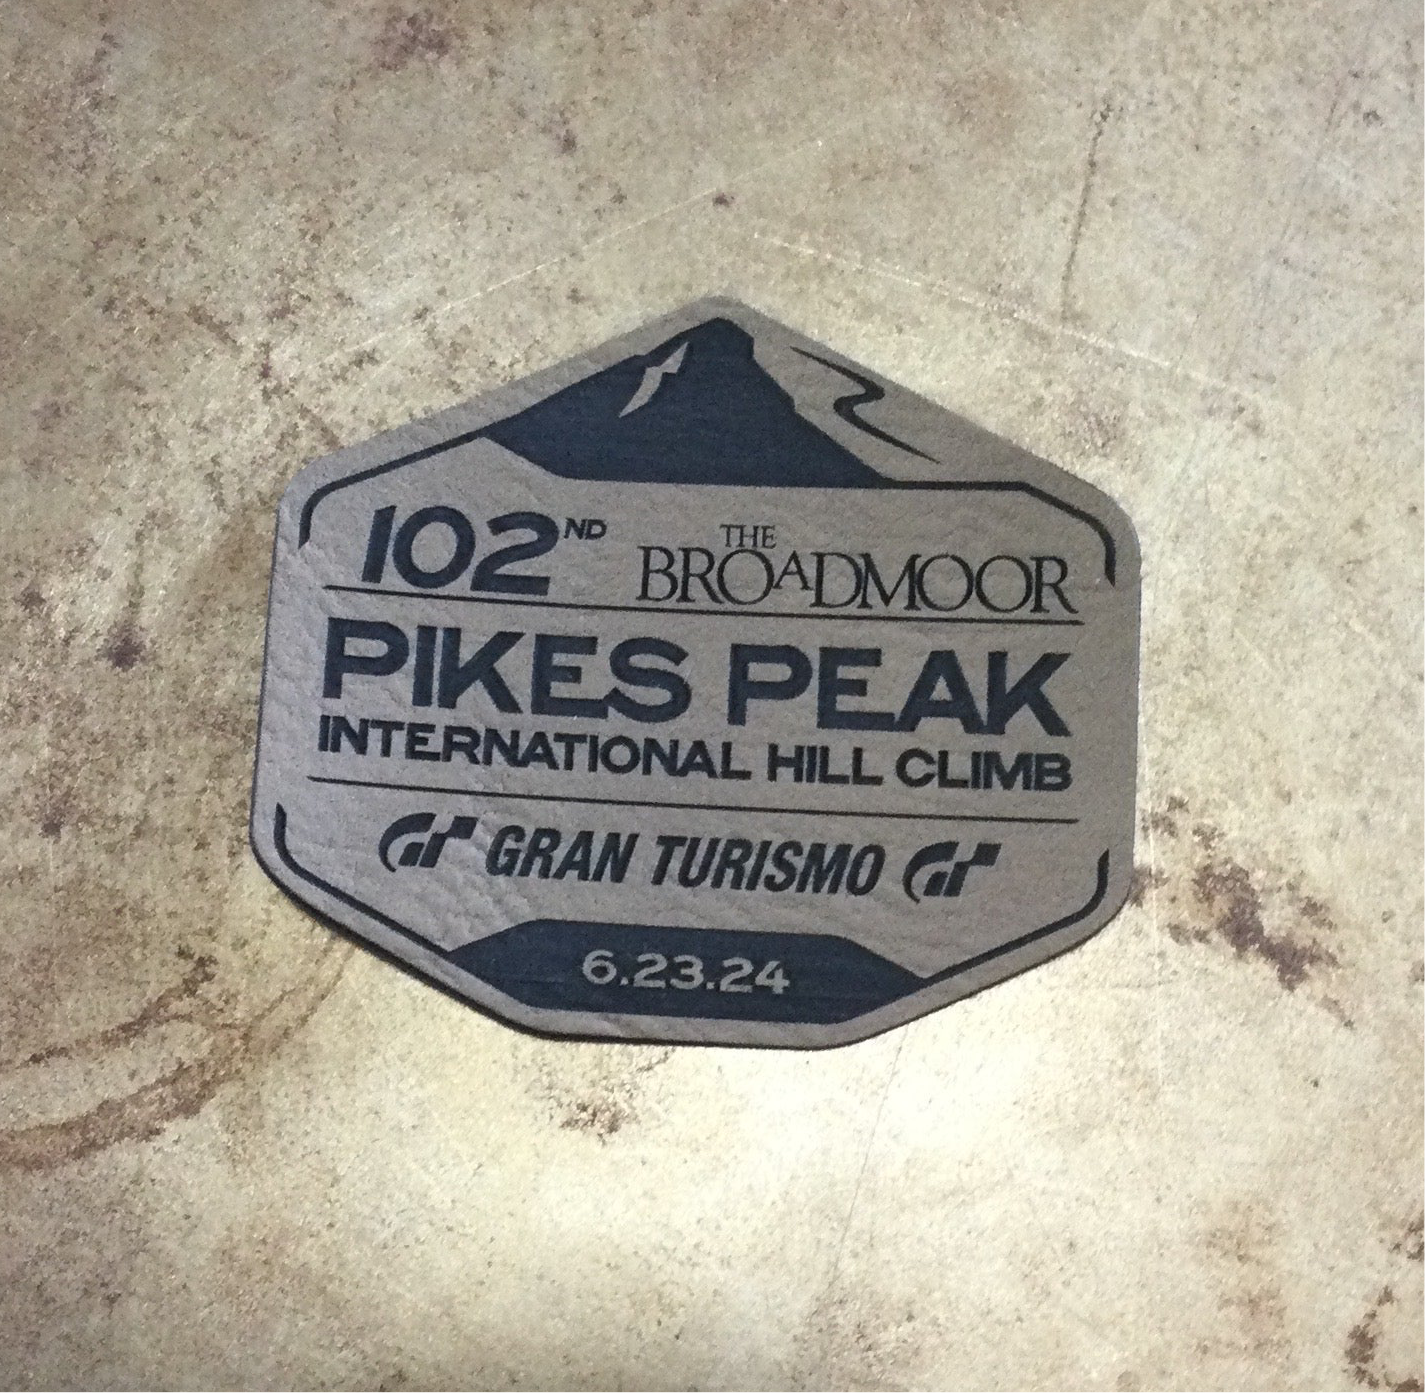 102ND THE BROADMOOR
PIKES PEAK
INTERNATIONAL HILL CLIMB
GT GRAN TURISMO GT
6.23.24